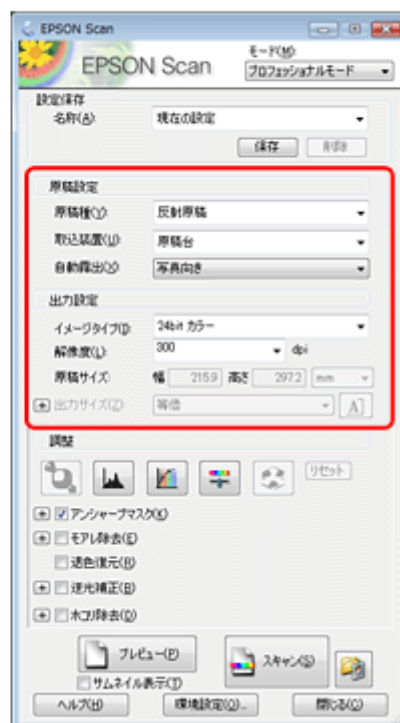 EPSON Scan
EPSON Scan
モード(M):
プロフェッショナルモード
設定保存
名称(A): 現在の設定
保存 削除
原稿設定
原稿種(Y): 反射原稿
取込装置(U): 原稿台
自動露出(X): 写真向き
出力設定
イメージタイプ(I): 24bit カラー
解像度(L): 300 dpi
原稿サイズ: 幅 215.9 高さ 297.2 mm
+ 出力サイズ(Z): 等倍 A
調整
リセット
+ アンシャープマスク(K)
+ モアレ除去(E)
退色復元(R)
+ 逆光補正(B)
+ ホコリ除去(D)
プレビュー(P) スキャン(S)
サムネイル表示(T)
ヘルプ(H) 環境設定(O)... 閉じる(C)